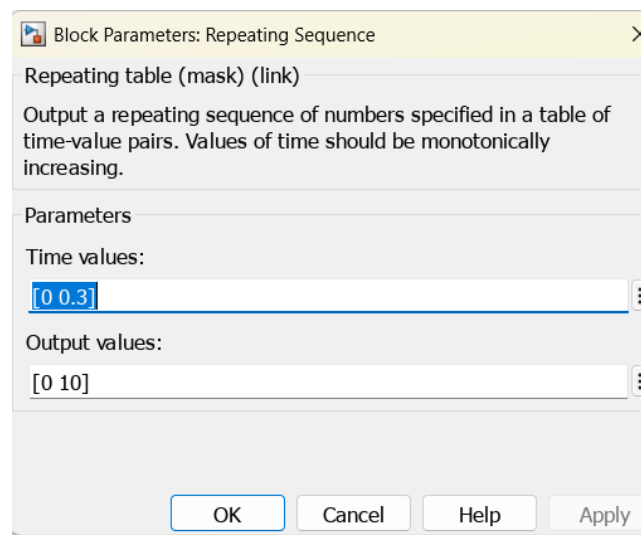 Block Parameters: Repeating Sequence
Repeating table (mask) (link)
Output a repeating sequence of numbers specified in a table of
time-value pairs. Values of time should be monotonically
increasing.
Parameters
Time values:
[0 0.3]
Output values:
[0 10]
OK Cancel Help Apply